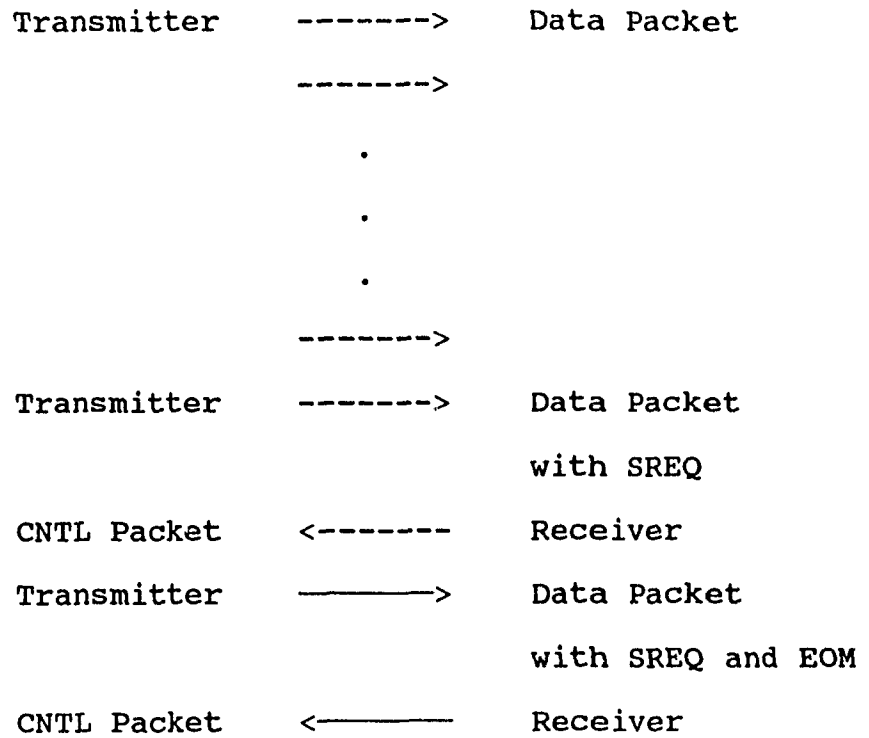 Transmitter -------> Data Packet
------->
.
.
.
------->
Transmitter -------> Data Packet
with SREQ
CNTL Packet <------- Receiver
Transmitter ———> Data Packet
with SREQ and EOM
CNTL Packet <——— Receiver